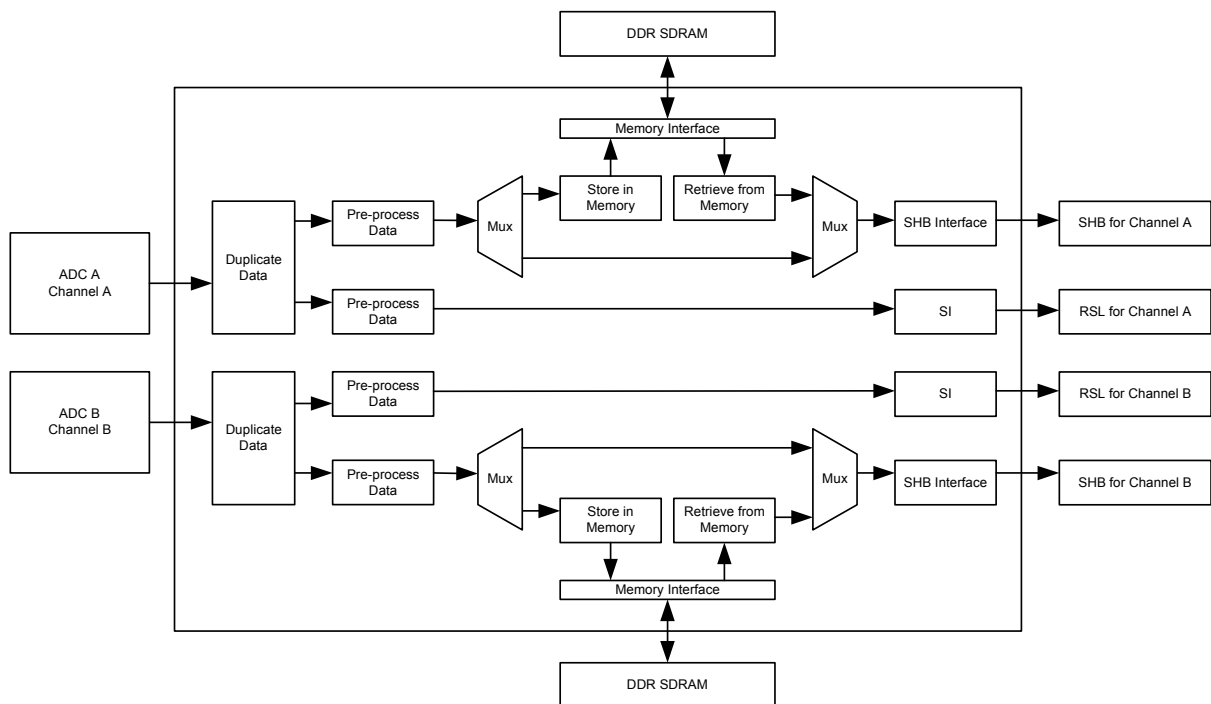 DDR SDRAM
Memory Interface
Store in
Memory
Retrieve from
Memory
Pre-process
Data
Mux
Mux
SHB Interface
SHB for Channel A
ADC A
Channel A
Duplicate
Data
Pre-process
Data
SI
RSL for Channel A
ADC B
Channel B
Duplicate
Data
Pre-process
Data
SI
RSL for Channel B
Pre-process
Data
Mux
Mux
SHB Interface
SHB for Channel B
Store in
Memory
Retrieve from
Memory
Memory Interface
DDR SDRAM